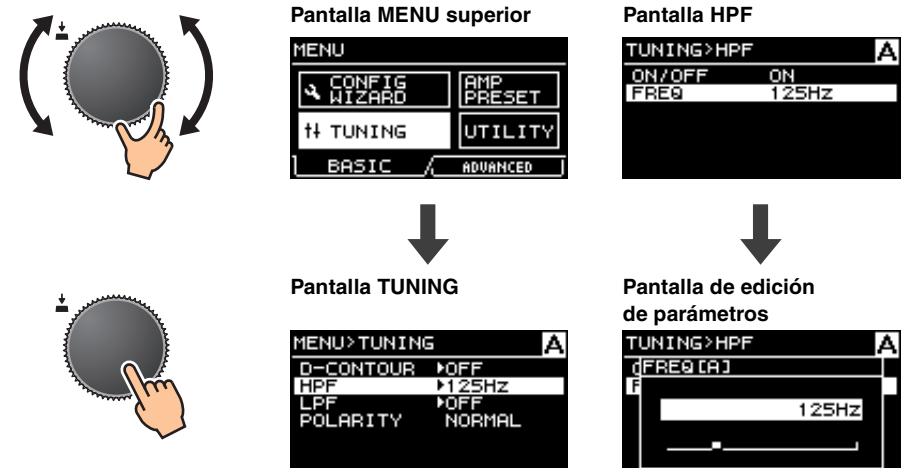 Pantalla MENU superior
MENU
CONFIG WIZARD
AMP PRESET
TUNING
UTILITY
BASIC
ADVANCED
Pantalla HPF
TUNING>HPF A
ON/OFF ON
FREQ 125Hz
Pantalla TUNING
MENU>TUNING A
D-CONTOUR OFF
HPF 125Hz
LPF OFF
POLARITY NORMAL
Pantalla de edición
de parámetros
TUNING>HPF A
FREQ[A]
125Hz